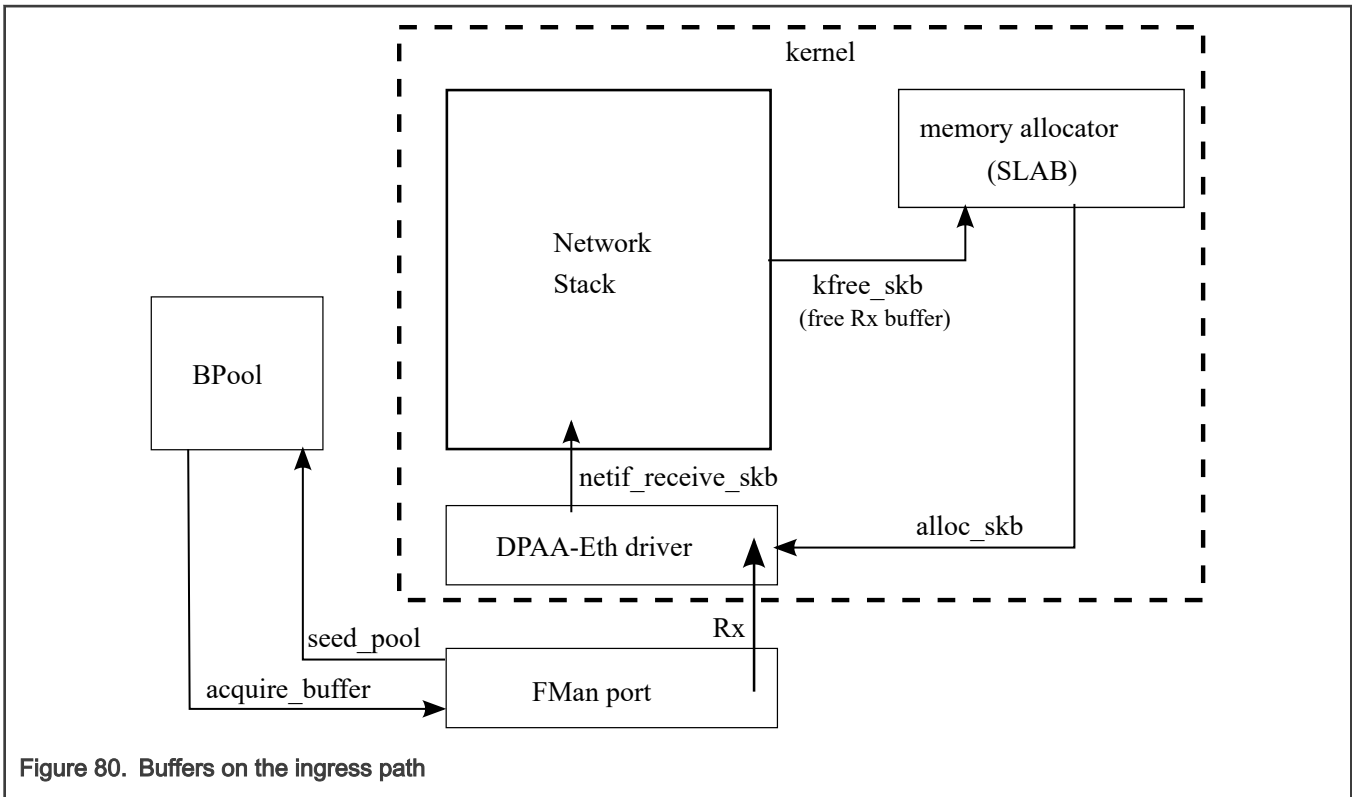 kernel
memory allocator
(SLAB)
Network
Stack
kfree_skb
(free Rx buffer)
BPool
netif_receive_skb
alloc_skb
DPAA-Eth driver
Rx
seed_pool
acquire_buffer
FMan port
Figure 80. Buffers on the ingress path